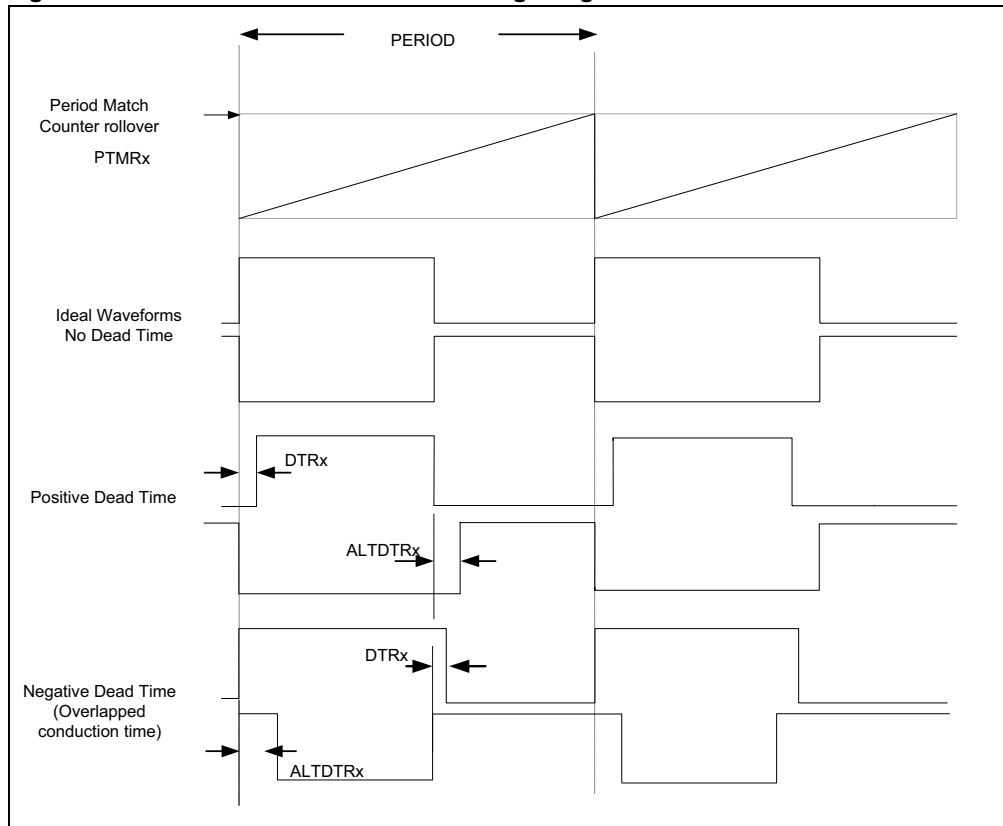 PERIOD
Period Match
Counter rollover
PTMRx
Ideal Waveforms
No Dead Time
DTRx
Positive Dead Time
ALTDTRx
DTRx
Negative Dead Time
(Overlapped
conduction time)
ALTDTRx